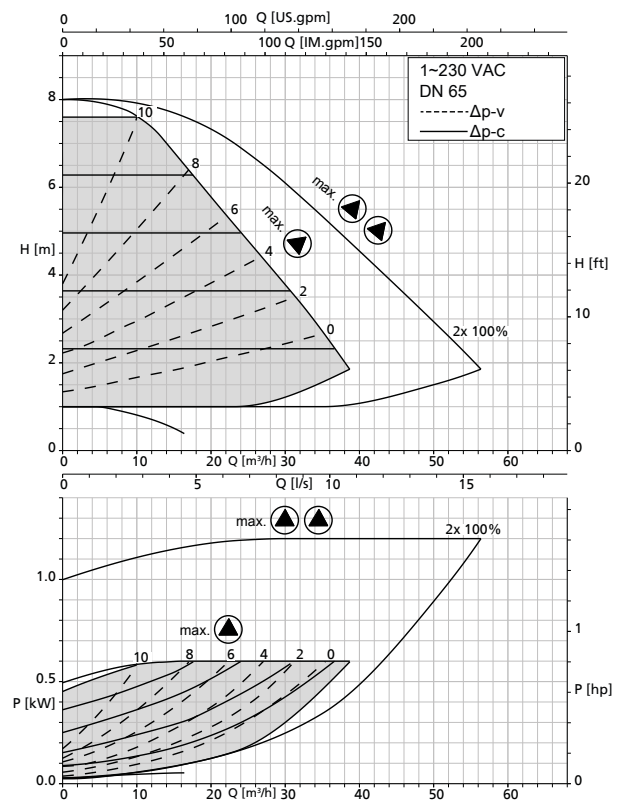 Q [US.gpm]
0 100 200
0 50 100 Q [IM.gpm] 150 200
1~230 VAC
DN 65
Δp-v
Δp-c
8
10
8
6
max.
20
6
max.
H [m]
4
H [ft]
4
2
10
0
2x 100%
2
0
0
0 10 20 Q [m³/h] 30 40 50 60
0 5 Q [l/s] 10 15
max.
2x 100%
1.0
max.
1
10 8 6 4 2 0
0.5
P [kW]
P [hp]
0.0
0
0 10 20 Q [m³/h] 30 40 50 60